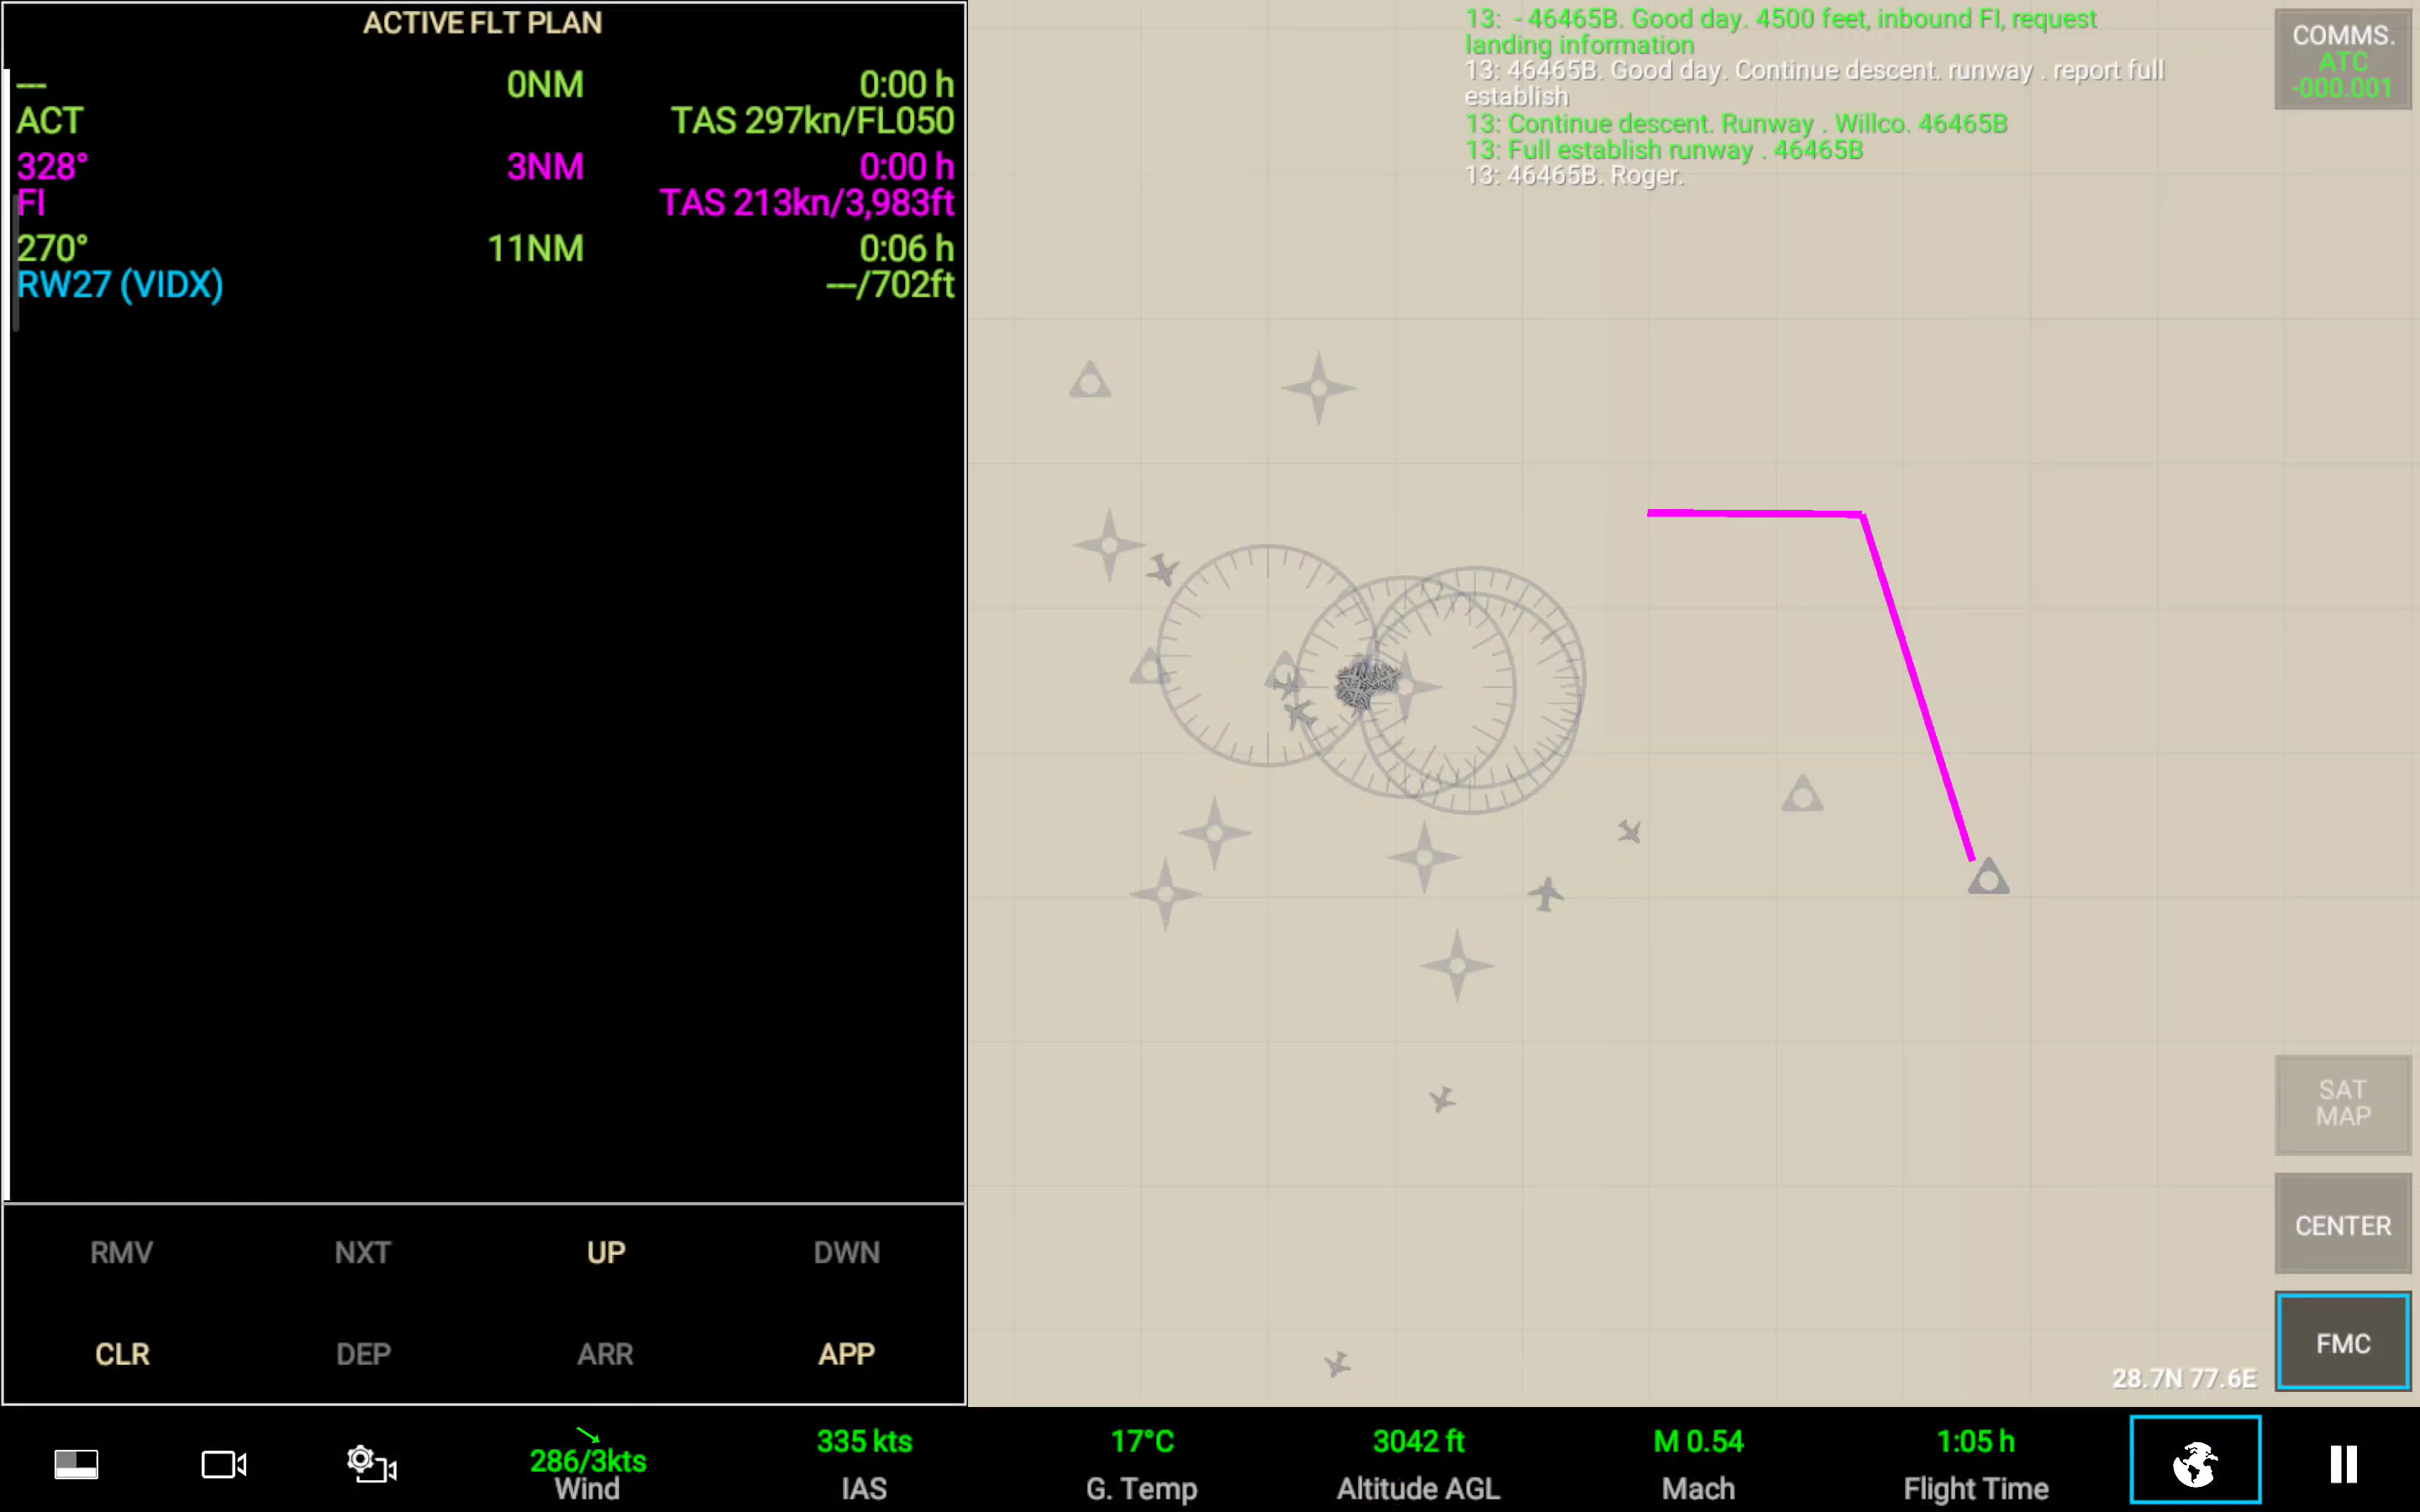 ACTIVE FLT PLAN
--- 0NM 0:00 h
ACT TAS 297kn/FL050
328° 3NM 0:00 h
FI TAS 213kn/3,983ft
270° 11NM 0:06 h
RW27 (VIDX) ---/702ft
RMV NXT UP DWN
CLR DEP ARR APP
13:  - 46465B. Good day. 4500 feet, inbound FI, request
landing information
13: 46465B. Good day. Continue descent. runway . report full
establish
13: Continue descent. Runway . Willco. 46465B
13: Full establish runway . 46465B
13: 46465B. Roger.
COMMS.
ATC
-000.001
SAT
MAP
CENTER
FMC
28.7N 77.6E
286/3kts 335 kts 17°C 3042 ft M 0.54 1:05 h
Wind IAS G. Temp Altitude AGL Mach Flight Time